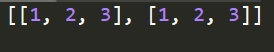 [[1, 2, 3], [1, 2, 3]]